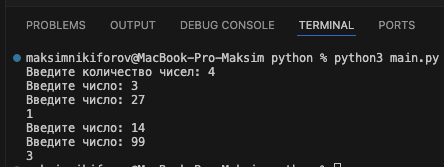 PROBLEMS OUTPUT DEBUG CONSOLE TERMINAL PORTS
maksimnikiforov@MacBook-Pro-Maksim python % python3 main.py
Введите количество чисел: 4
Введите число: 3
Введите число: 27
1
Введите число: 14
Введите число: 99
3